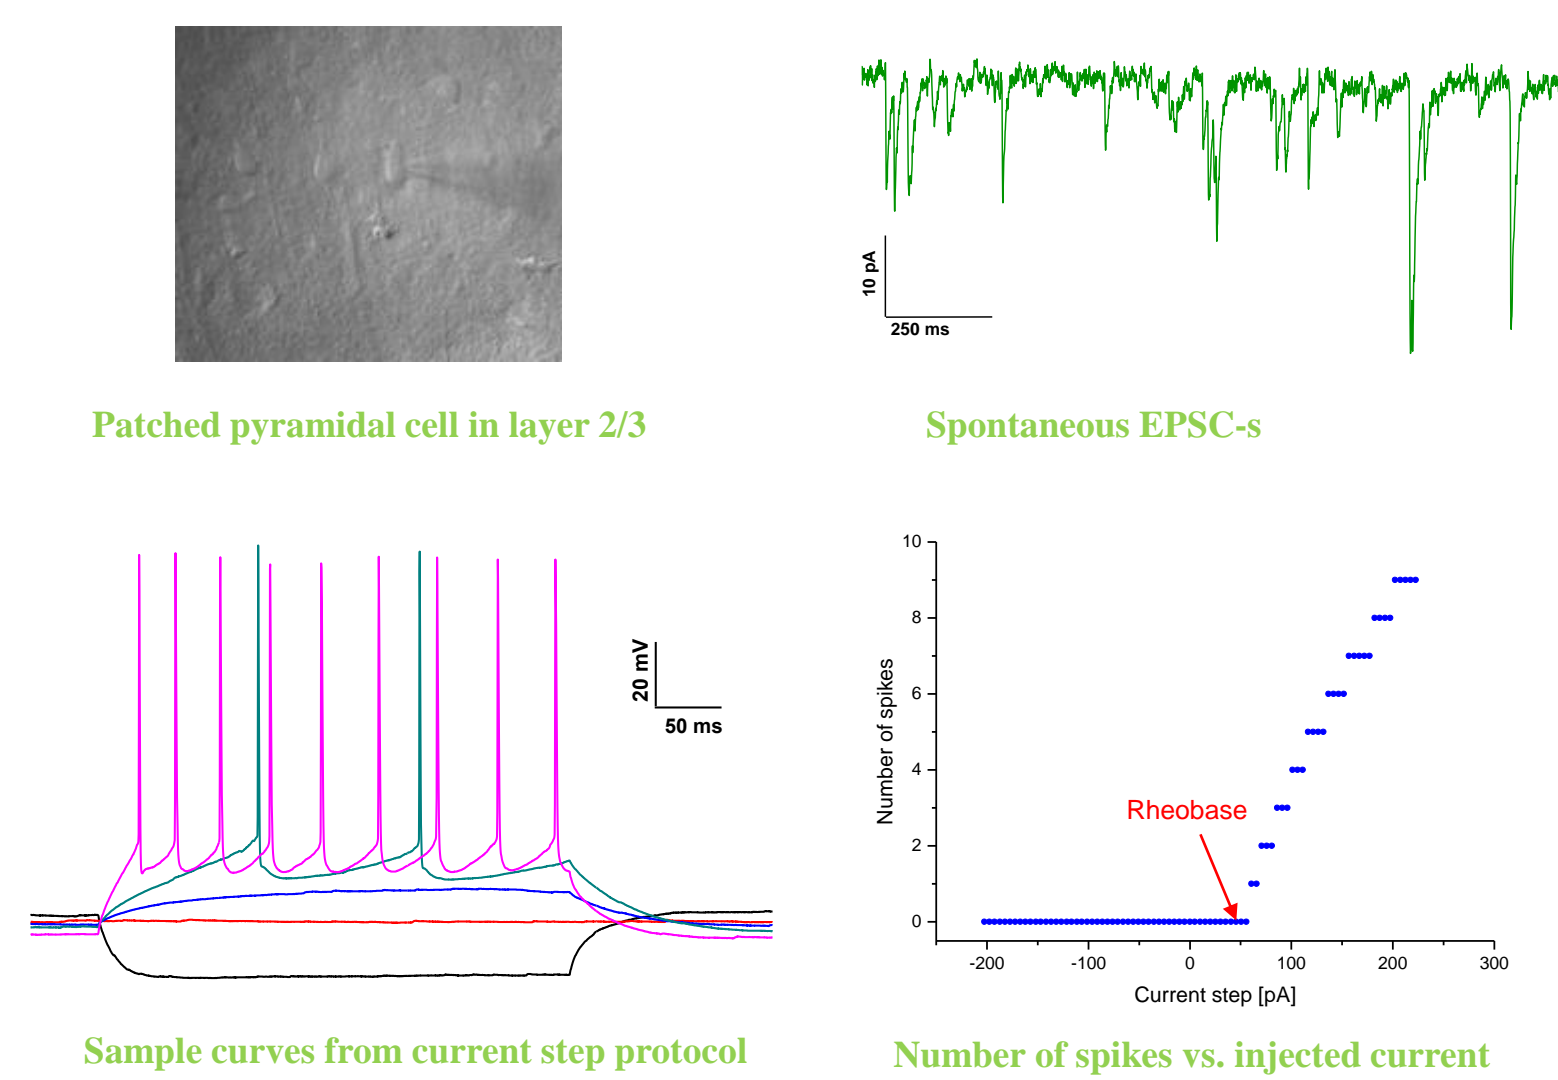 10 pA
250 ms
Patched pyramidal cell in layer 2/3
Spontaneous EPSC-s
20 mV
50 ms
Sample curves from current step protocol
10
8
6
4
2
0
Number of spikes
Rheobase
-200 -100 0 100 200 300
Current step [pA]
Number of spikes vs. injected current